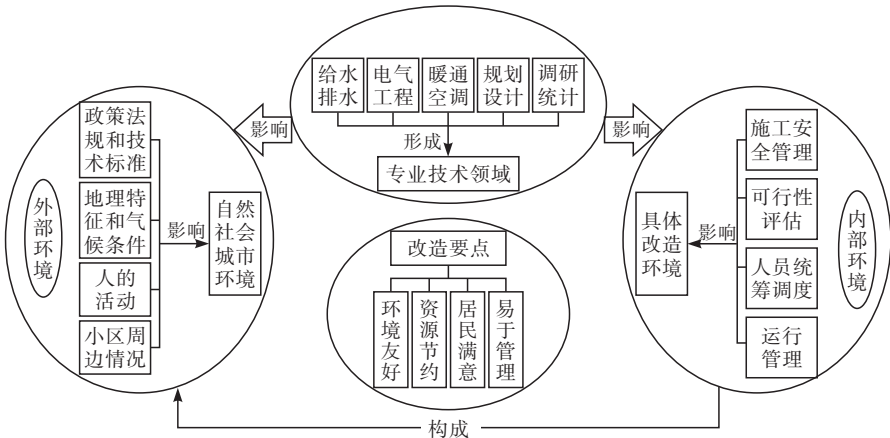 给水
排水
电气
工程
暖通
空调
规划
设计
调研
统计
形成
专业技术领域
影响
影响
外部环境
政策法
规和技
术标准
地理特
征和气
候条件
人的
活动
小区周
边情况
影响
自然
社会
城市
环境
改造要点
环境友好
资源节约
居民满意
易于管理
具体
改造
环境
影响
施工安
全管理
可行性
评估
人员统
筹调度
运行
管理
内部环境
构成